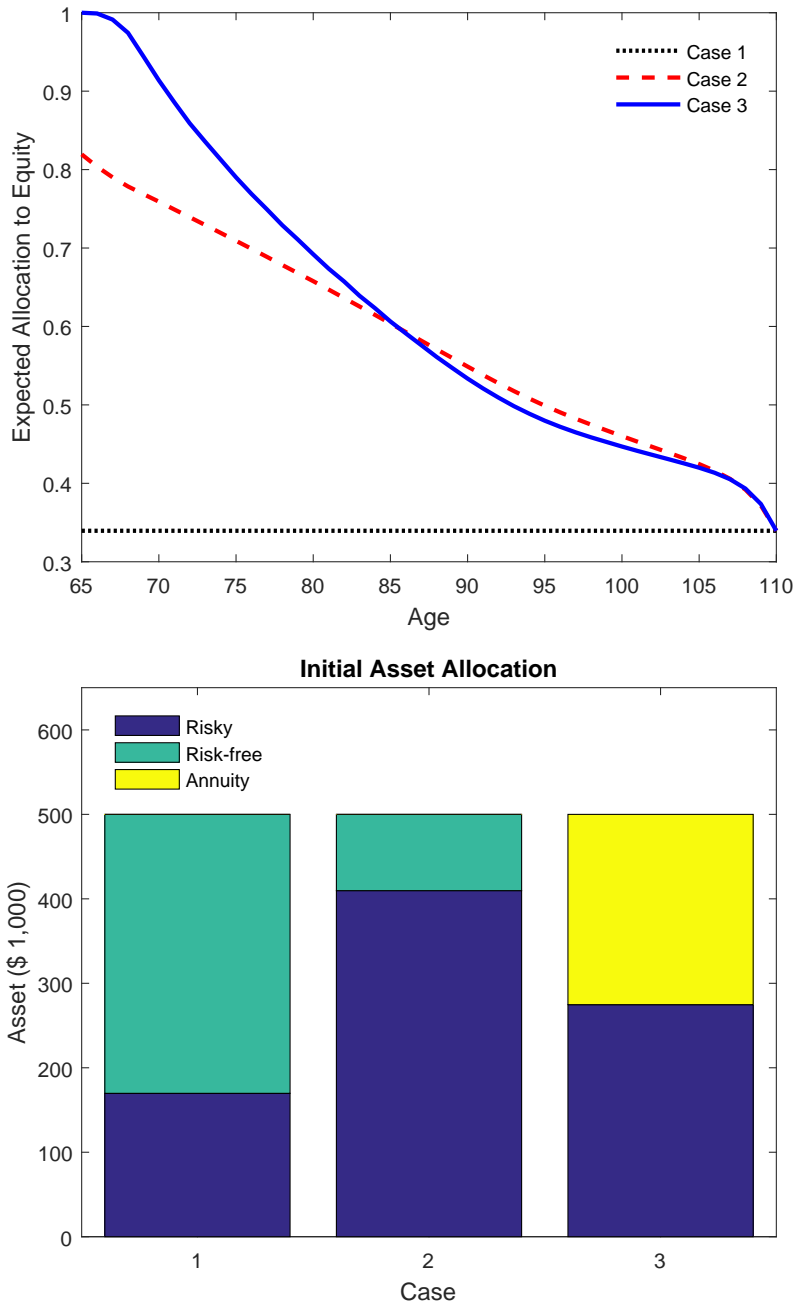 1
0.9
0.8
0.7
0.6
0.5
0.4
0.3
Expected Allocation to Equity
Case 1
Case 2
Case 3
65 70 75 80 85 90 95 100 105 110
Age
Initial Asset Allocation
Risky
Risk-free
Annuity
600
500
400
300
200
100
0
Asset ($ 1,000)
1 2 3
Case